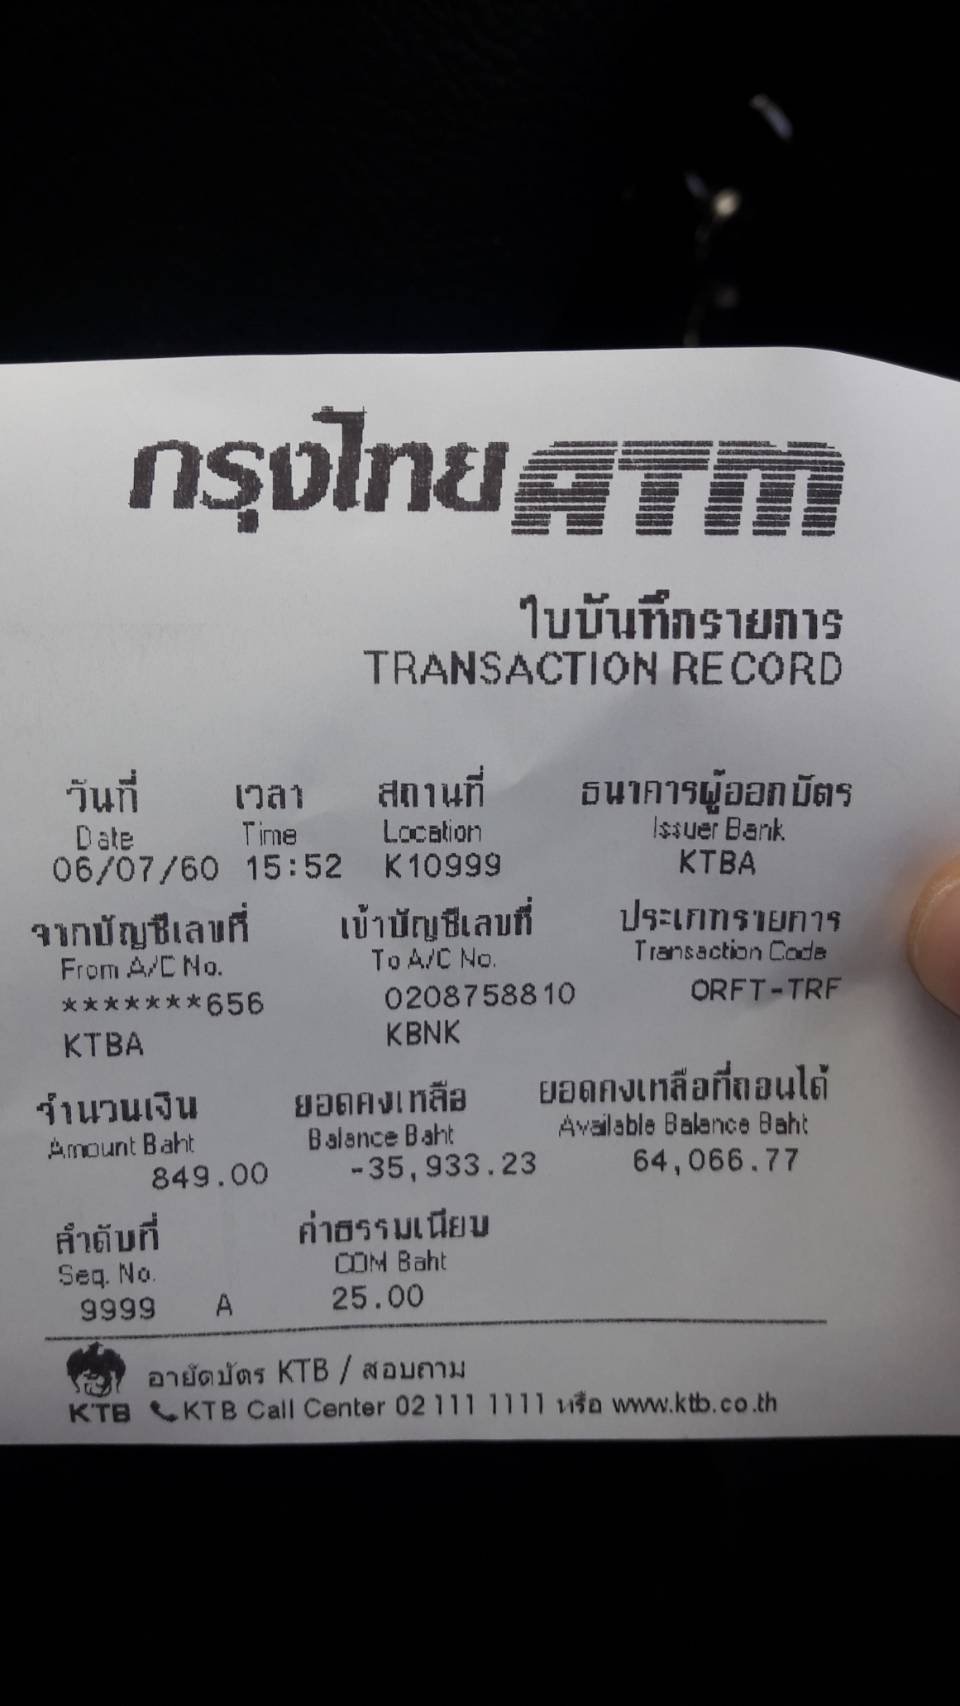 กรุงไทย ATM
ใบบันทึกรายการ
TRANSACTION RECORD
วันที่ เวลา สถานที่ ธนาคารผู้ออกบัตร
Date Time Location Issuer Bank
06/07/60 15:52 K10999 KTBA
จากบัญชีเลขที่ เข้าบัญชีเลขที่ ประเภทรายการ
From A/C No. To A/C No. Transaction Code
*******656 0208758810 ORFT-TRF
KTBA KBNK
จำนวนเงิน ยอดคงเหลือ ยอดคงเหลือที่ถอนได้
Amount Baht Balance Baht Available Balance Baht
849.00 -35,933.23 64,066.77
ลำดับที่ ค่าธรรมเนียม
Seq. No. COM Baht
9999 A 25.00
อายัดบัตร KTB / สอบถาม
KTB KTB Call Center 02 111 1111 หรือ www.ktb.co.th